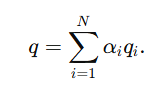 q = \sum_{i=1}^{N} \alpha_i q_i.